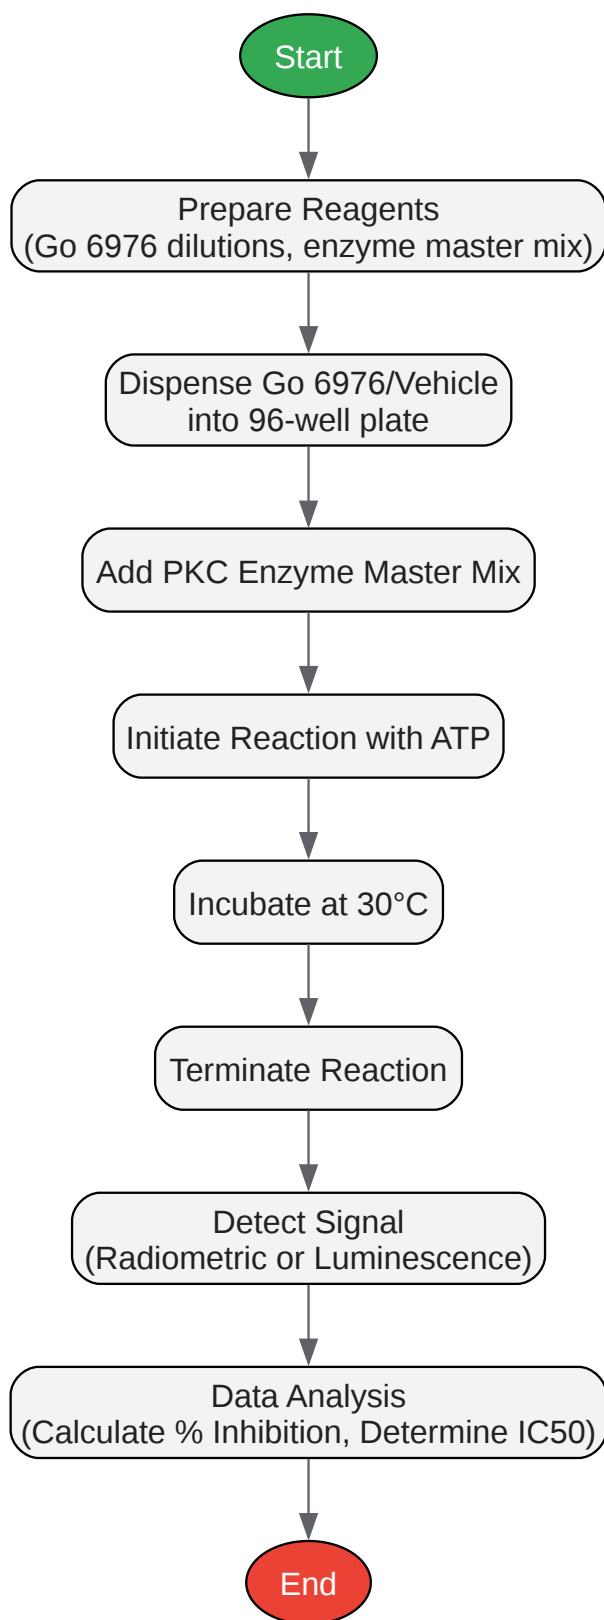 Start
Prepare Reagents
(Go 6976 dilutions, enzyme master mix)
Dispense Go 6976/Vehicle
into 96-well plate
Add PKC Enzyme Master Mix
Initiate Reaction with ATP
Incubate at 30°C
Terminate Reaction
Detect Signal
(Radiometric or Luminescence)
Data Analysis
(Calculate % Inhibition, Determine IC50)
End